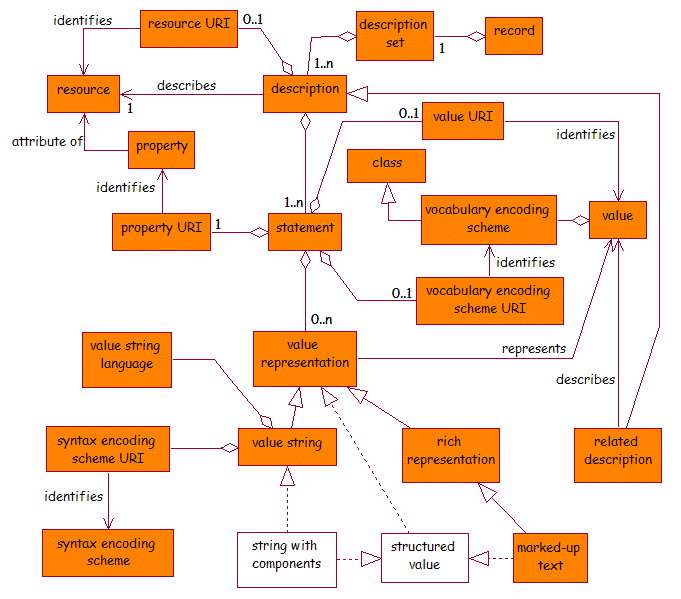 identifies
resource URI
0..1
description
set
1
record
1..n
resource
describes
1
description
attribute of
property
0..1
value URI
identifies
class
identifies
1..n
property URI
1
statement
vocabulary encoding
scheme
value
identifies
0..1
vocabulary encoding
scheme URI
0..n
value string
language
value
representation
represents
describes
syntax encoding
scheme URI
value string
rich
representation
related
description
identifies
syntax encoding
scheme
string with
components
structured
value
marked-up
text